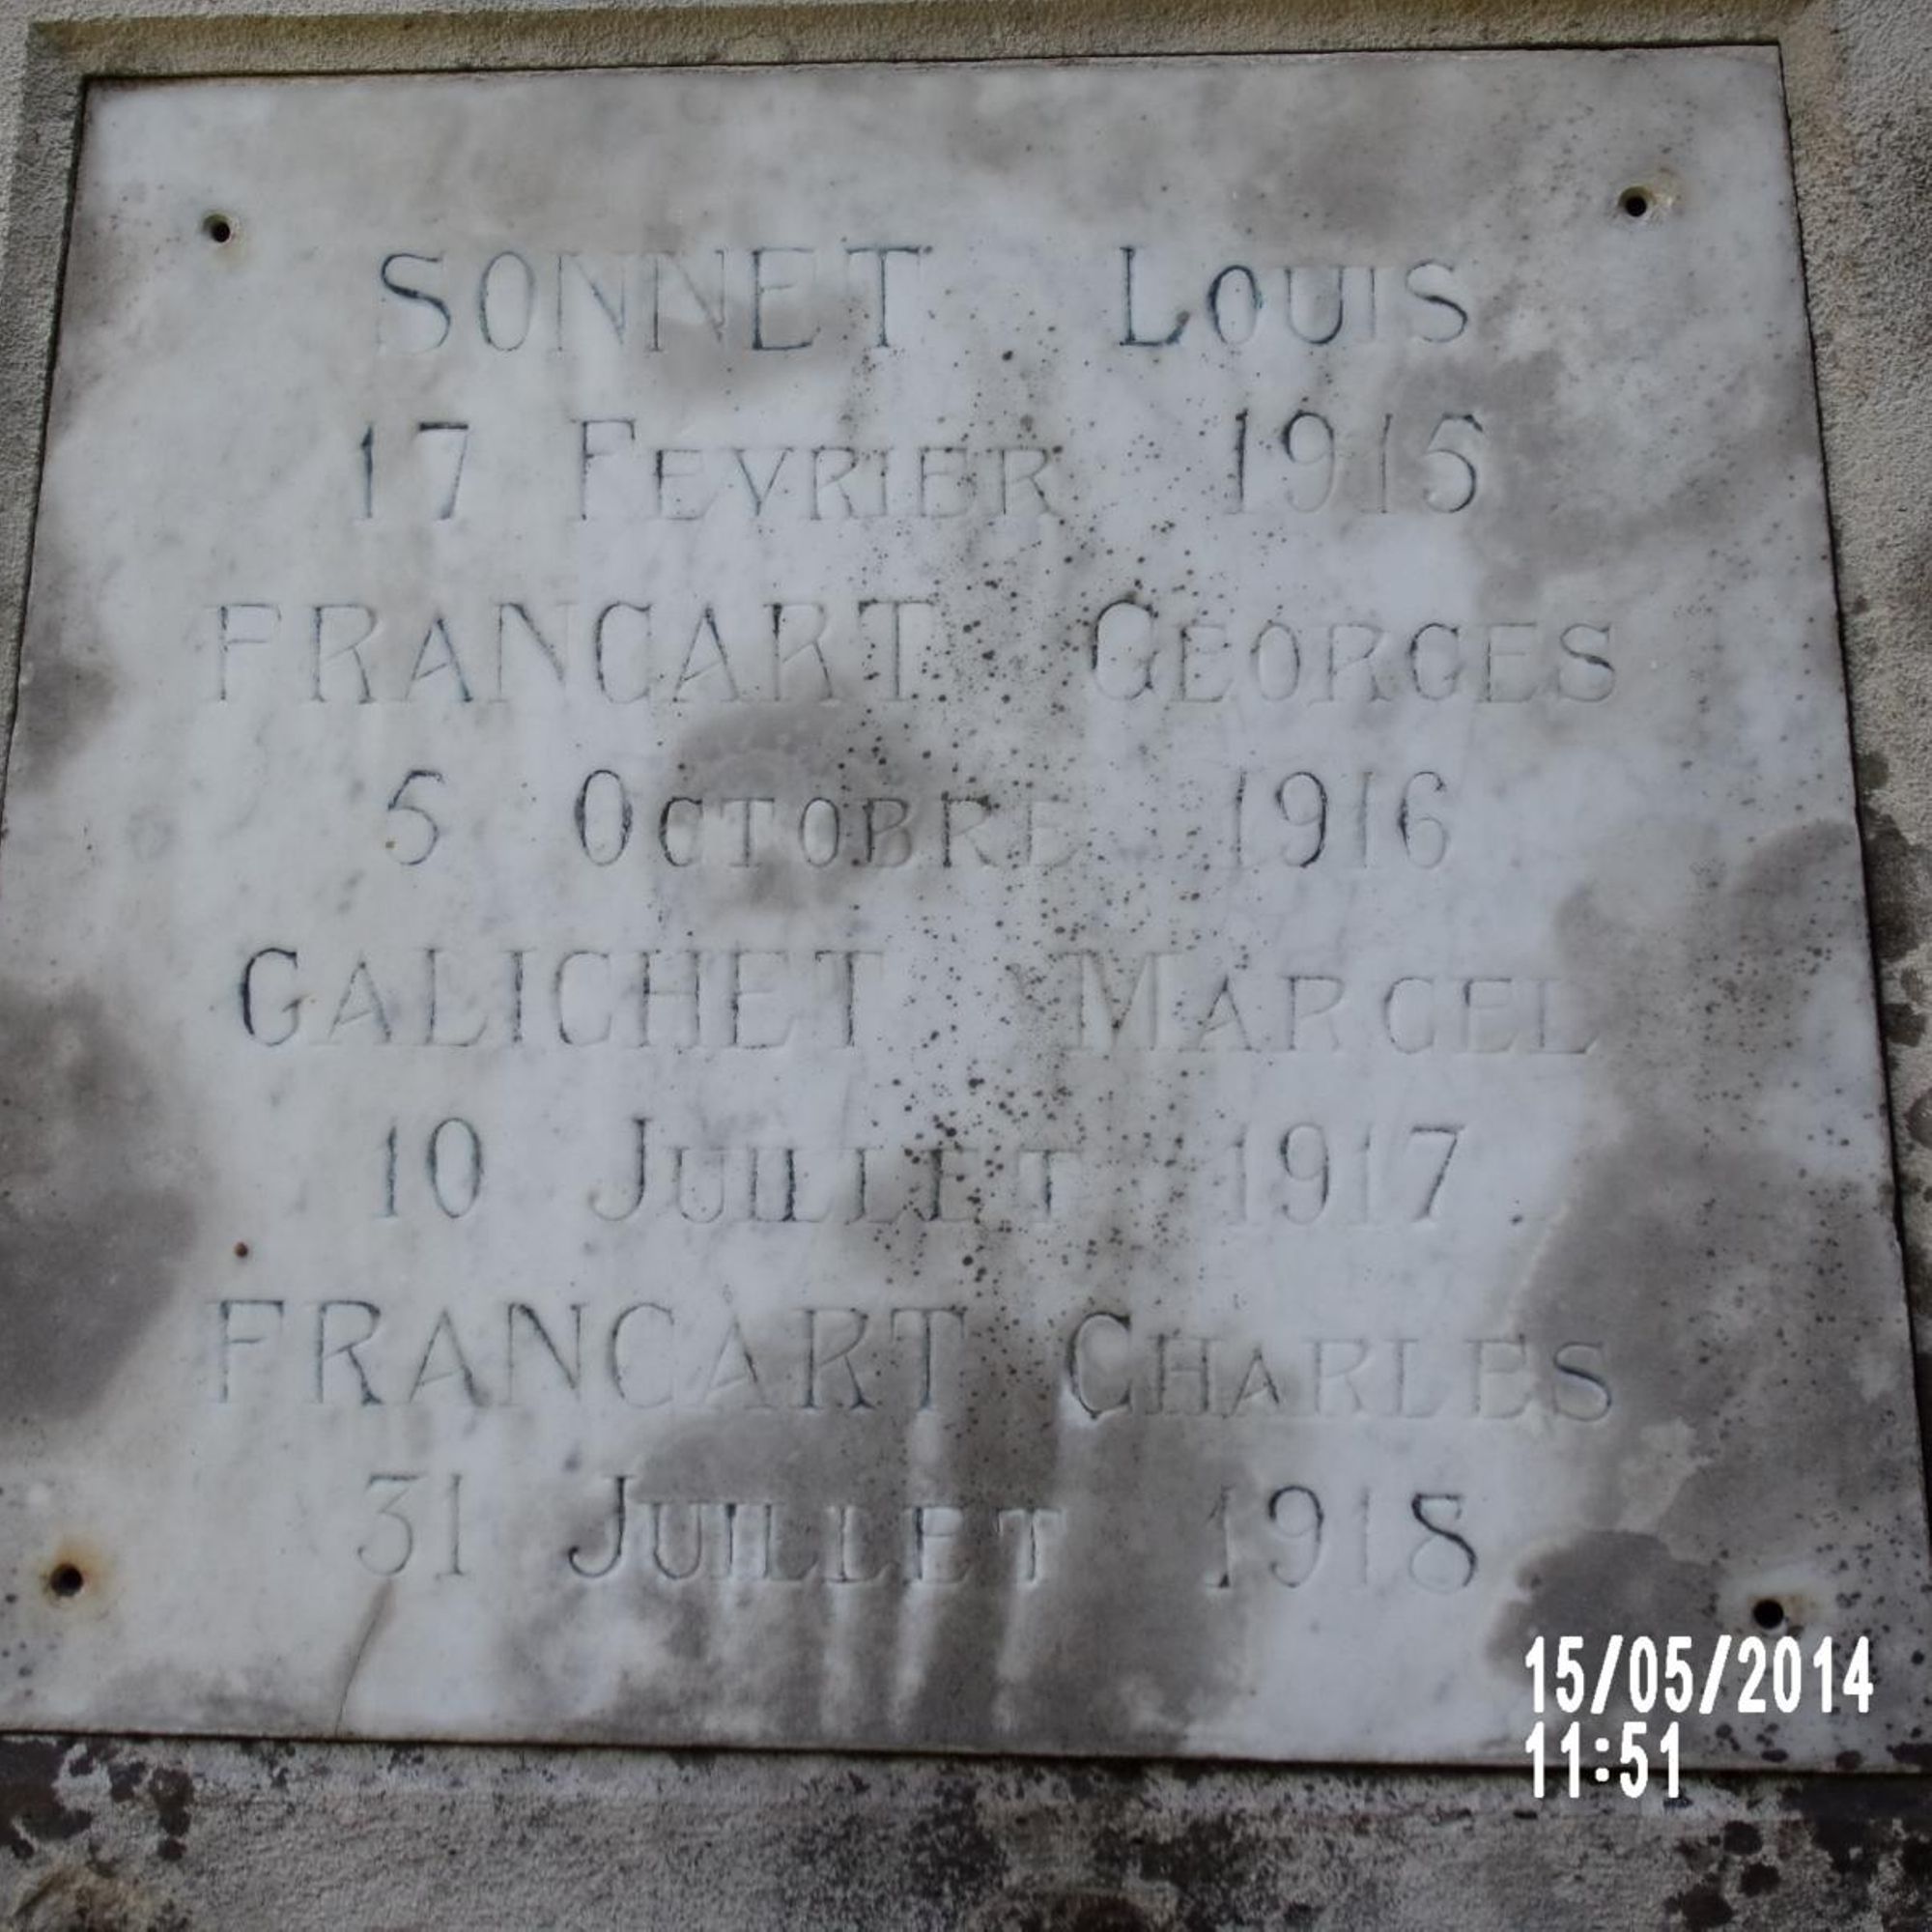 SONNET LOUIS
17 FEVRIER 1915
FRANCART GEORGES
5 OCTOBRE 1916
GALICHET MARCEL
10 JUILLET 1917
FRANCART CHARLES
31 JUILLET 1918
15/05/2014
11:51